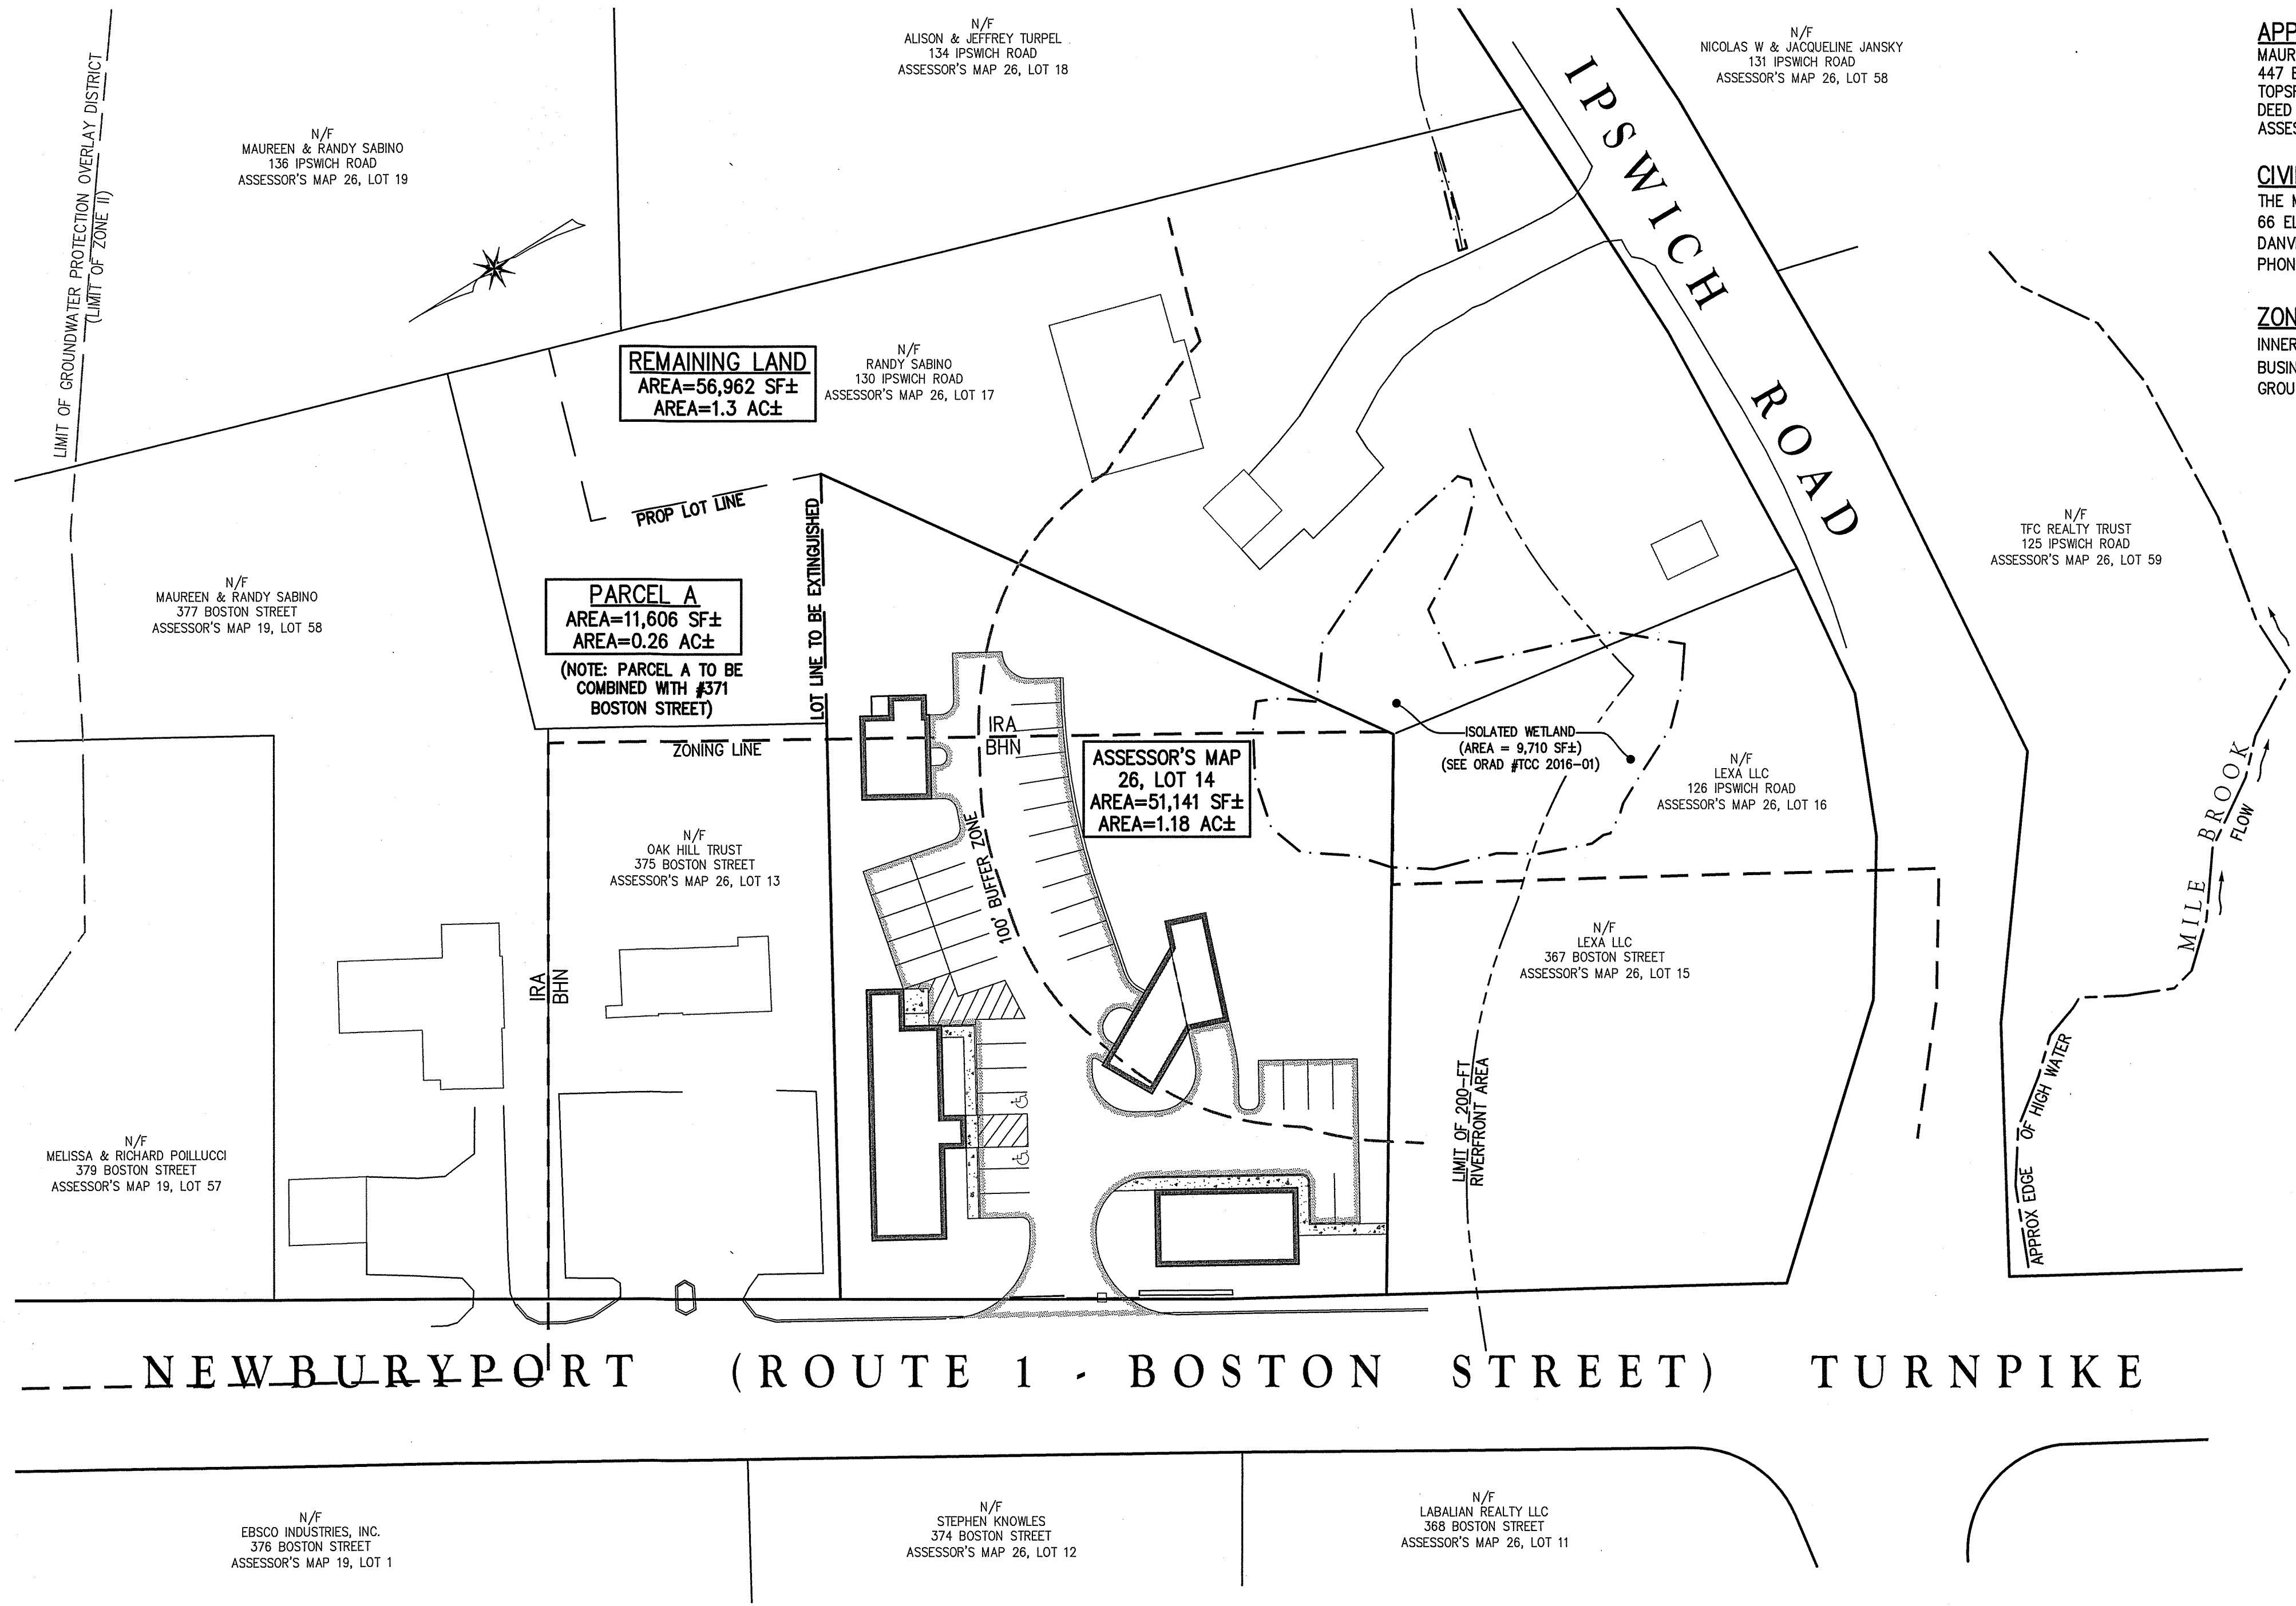 N/F
ALISON & JEFFREY TURPEL
134 IPSWICH ROAD
ASSESSOR'S MAP 26, LOT 18
N/F
NICOLAS W & JACQUELINE JANSKY
131 IPSWICH ROAD
ASSESSOR'S MAP 26, LOT 58
LIMIT OF GROUNDWATER PROTECTION OVERLAY DISTRICT
(LIMIT OF ZONE II)
N/F
MAUREEN & RANDY SABINO
136 IPSWICH ROAD
ASSESSOR'S MAP 26, LOT 19
IPSWICH ROAD
REMAINING LAND
AREA=56,962 SF±
AREA=1.3 AC±
N/F
RANDY SABINO
130 IPSWICH ROAD
ASSESSOR'S MAP 26, LOT 17
PROP LOT LINE
LOT LINE TO BE EXTINGUISHED
N/F
TFC REALTY TRUST
125 IPSWICH ROAD
ASSESSOR'S MAP 26, LOT 59
N/F
MAUREEN & RANDY SABINO
377 BOSTON STREET
ASSESSOR'S MAP 19, LOT 58
PARCEL A
AREA=11,606 SF±
AREA=0.26 AC±
(NOTE: PARCEL A TO BE
COMBINED WITH #371
BOSTON STREET)
ZONING LINE
IRA
BHN
ASSESSOR'S MAP
26, LOT 14
AREA=51,141 SF±
AREA=1.18 AC±
ISOLATED WETLAND
(AREA = 9,710 SF±)
(SEE ORAD #TCC 2016-01)
N/F
LEXA LLC
126 IPSWICH ROAD
ASSESSOR'S MAP 26, LOT 16
MILE BROOK
FLOW
N/F
OAK HILL TRUST
375 BOSTON STREET
ASSESSOR'S MAP 26, LOT 13
100' BUFFER ZONE
IRA
BHN
N/F
LEXA LLC
367 BOSTON STREET
ASSESSOR'S MAP 26, LOT 15
LIMIT OF 200-FT
RIVERFRONT AREA
APPROX EDGE OF HIGH WATER
N/F
MELISSA & RICHARD POILLUCCI
379 BOSTON STREET
ASSESSOR'S MAP 19, LOT 57
NEWBURYPORT (ROUTE 1 - BOSTON STREET) TURNPIKE
N/F
EBSCO INDUSTRIES, INC.
376 BOSTON STREET
ASSESSOR'S MAP 19, LOT 1
N/F
STEPHEN KNOWLES
374 BOSTON STREET
ASSESSOR'S MAP 26, LOT 12
N/F
LABALIAN REALTY LLC
368 BOSTON STREET
ASSESSOR'S MAP 26, LOT 11
447
DEED
THE
66
INNER